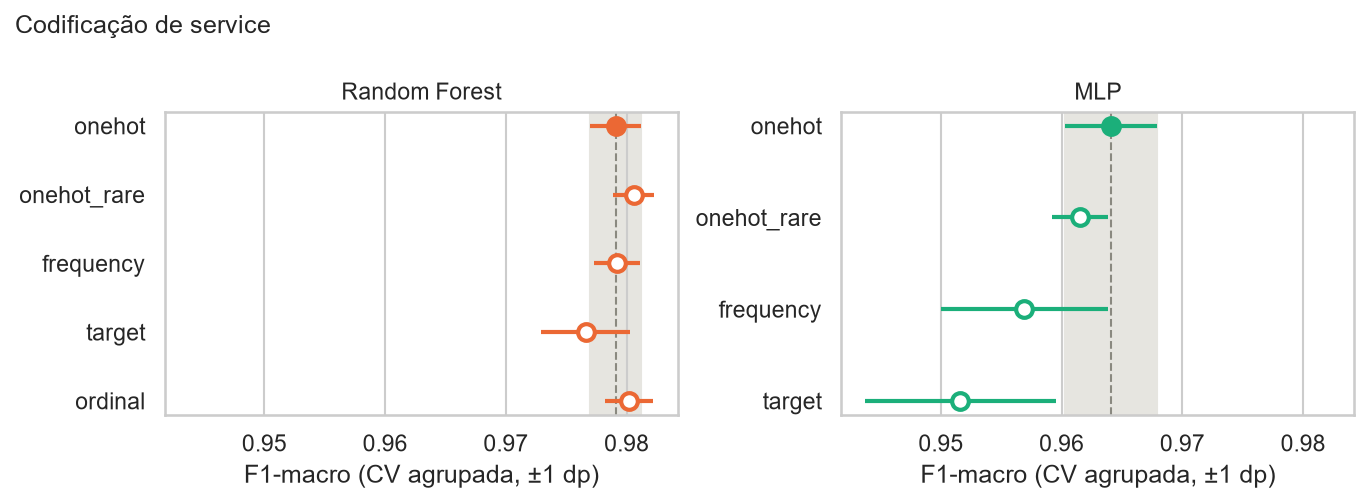 Codificação de service
Random Forest
onehot
onehot_rare
frequency
target
ordinal
0.95 0.96 0.97 0.98
F1-macro (CV agrupada, ±1 dp)
MLP
onehot
onehot_rare
frequency
target
0.95 0.96 0.97 0.98
F1-macro (CV agrupada, ±1 dp)